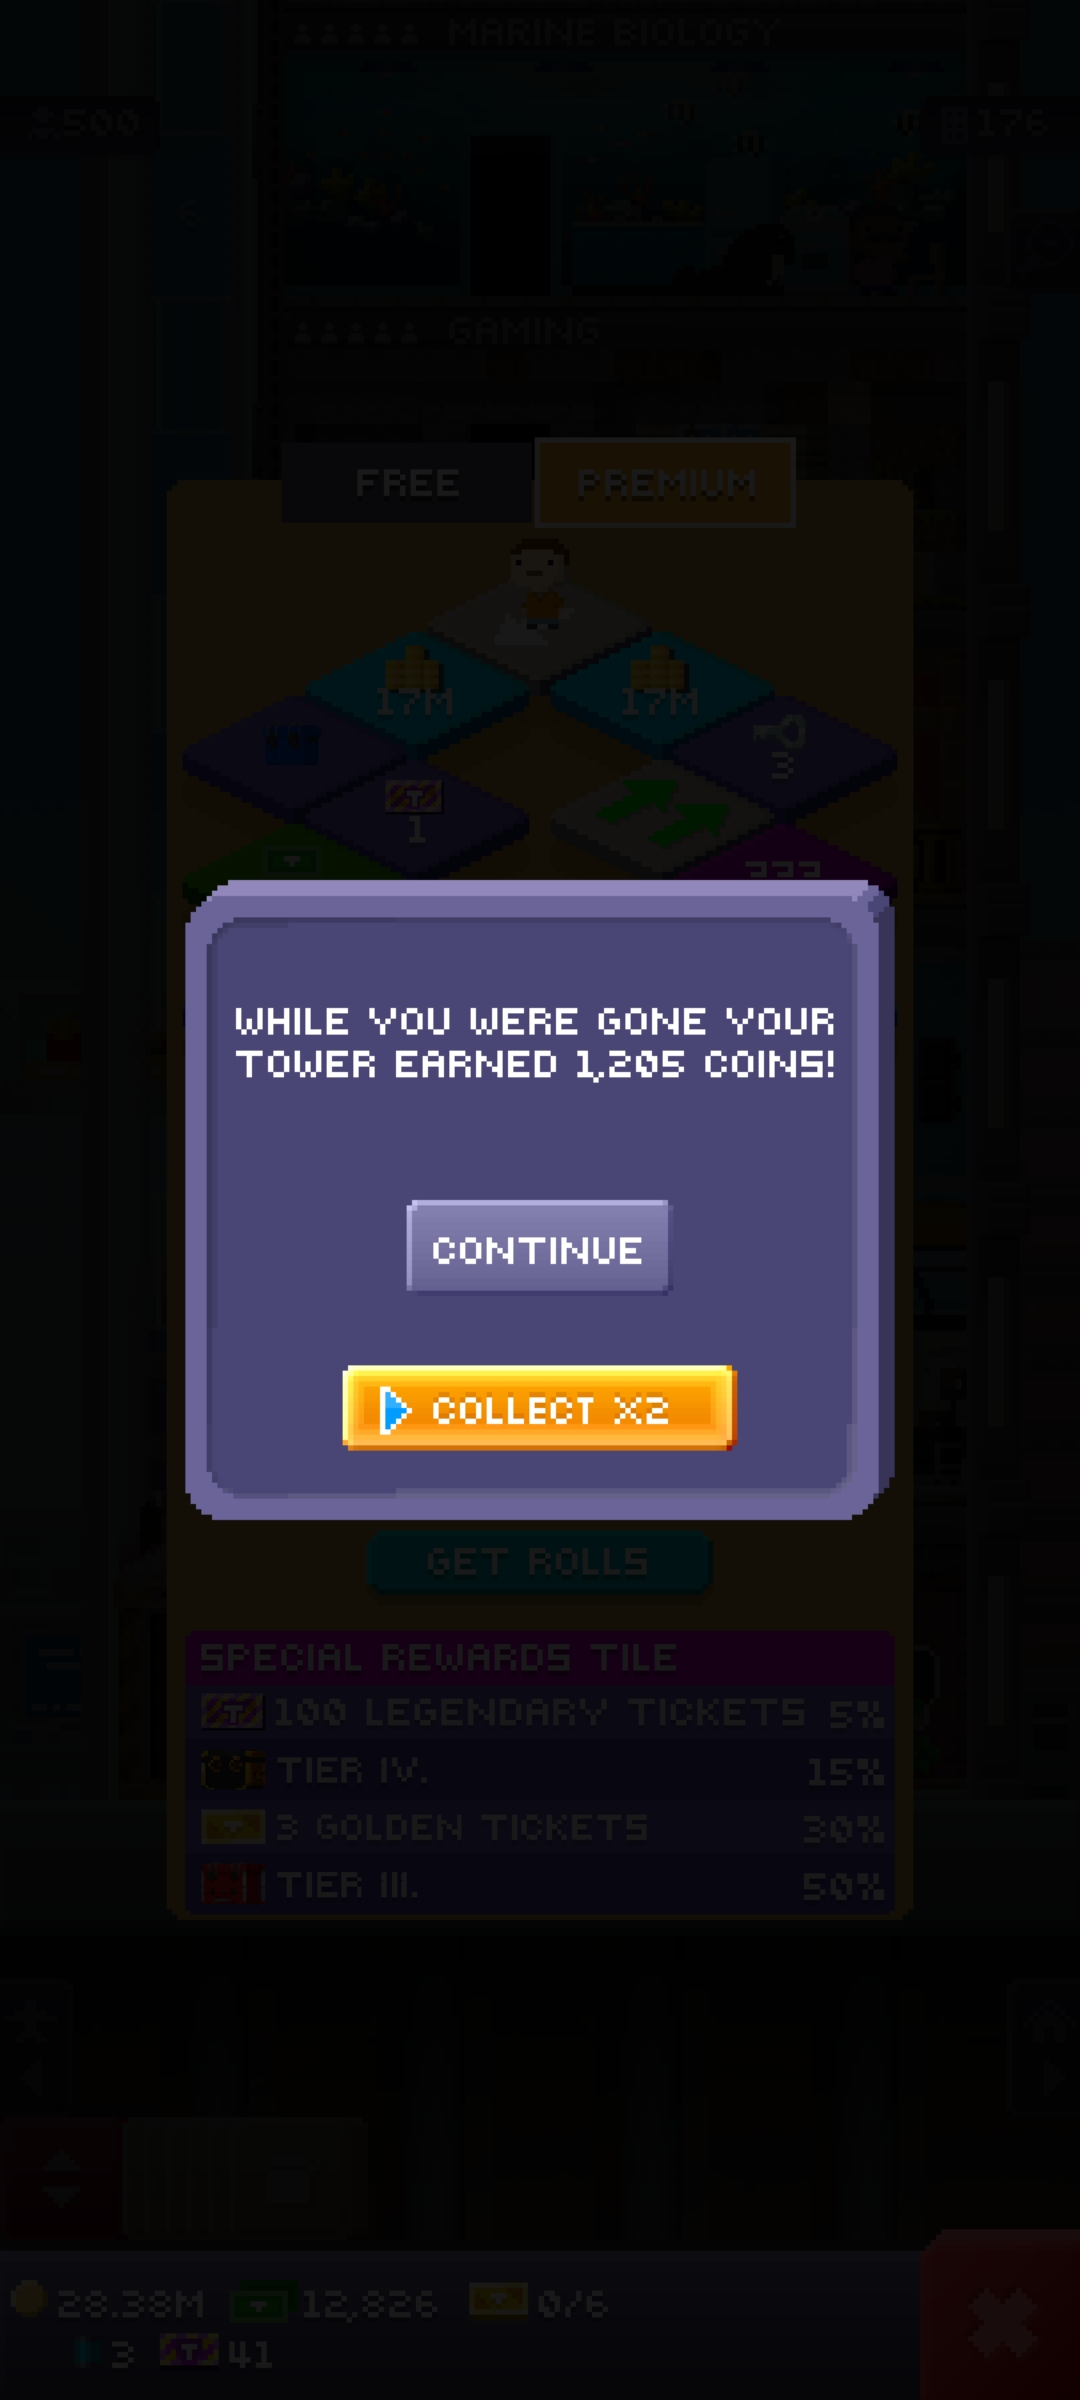 MARINE BIOLOGY
500
176
6
GAMING
FREE
PREMIUM
17M
17M
3
1
???
WHILE YOU WERE GONE YOUR
TOWER EARNED 1,205 COINS!
CONTINUE
COLLECT X2
GET ROLLS
SPECIAL REWARDS TILE
100 LEGENDARY TICKETS 5%
TIER IV. 15%
3 GOLDEN TICKETS 30%
TIER III. 50%
28.38M 12,826 0/6
3 41